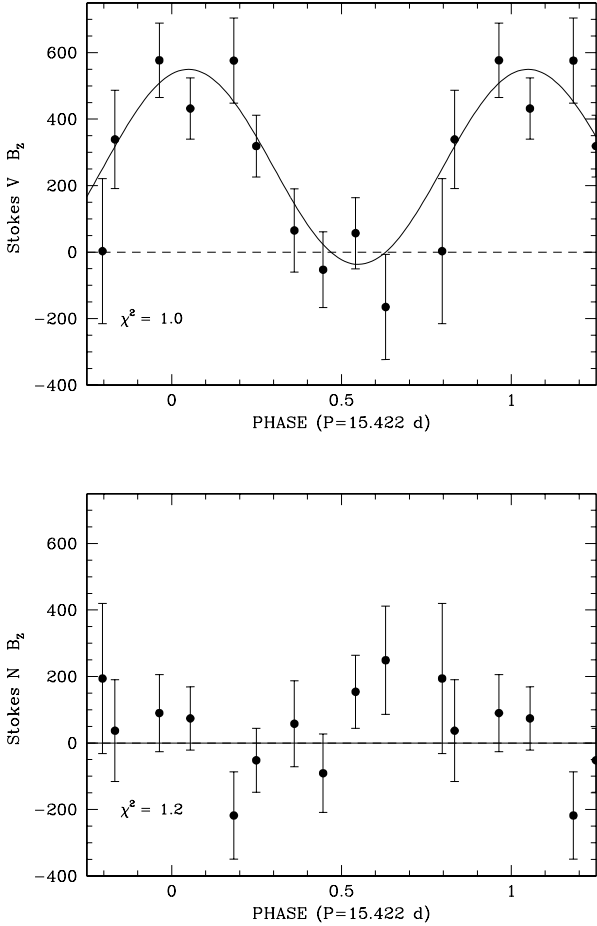 600
400
200
0
−200
−400
Stokes V B_z
χ² = 1.0
0 0.5 1
PHASE (P=15.422 d)
600
400
200
0
−200
−400
Stokes N B_z
χ² = 1.2
0 0.5 1
PHASE (P=15.422 d)